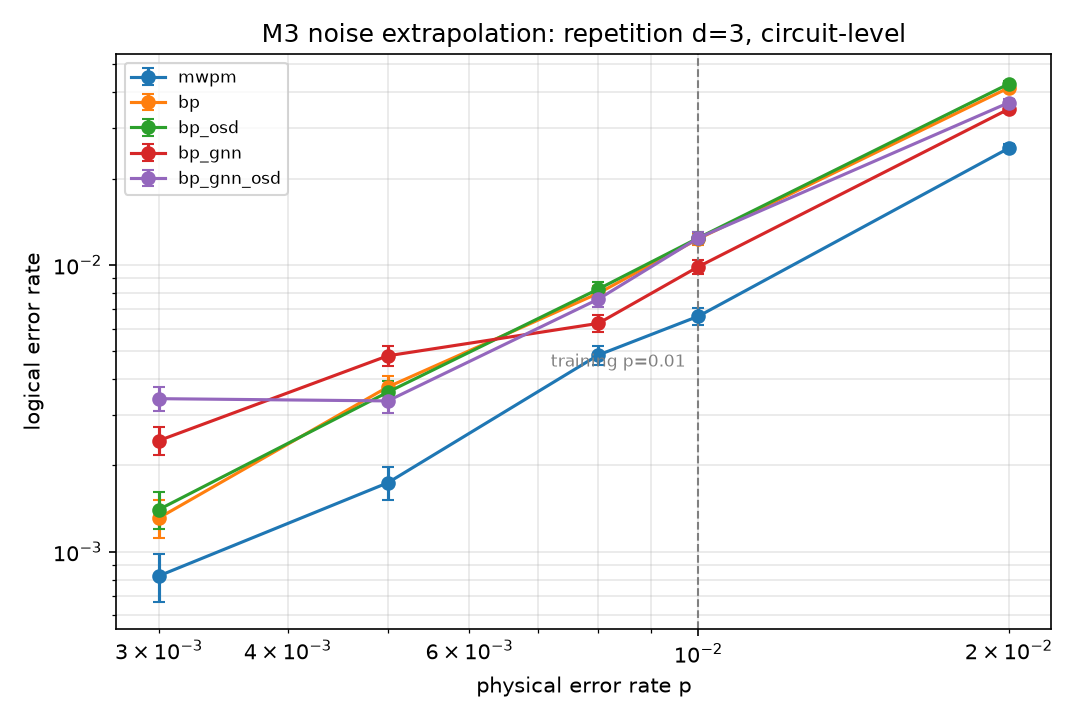 M3 noise extrapolation: repetition d=3, circuit-level
mwpm
bp
bp_osd
bp_gnn
bp_gnn_osd
training p=0.01
logical error rate
10⁻²
10⁻³
3 × 10⁻³
4 × 10⁻³
6 × 10⁻³
10⁻²
2 × 10⁻²
physical error rate p